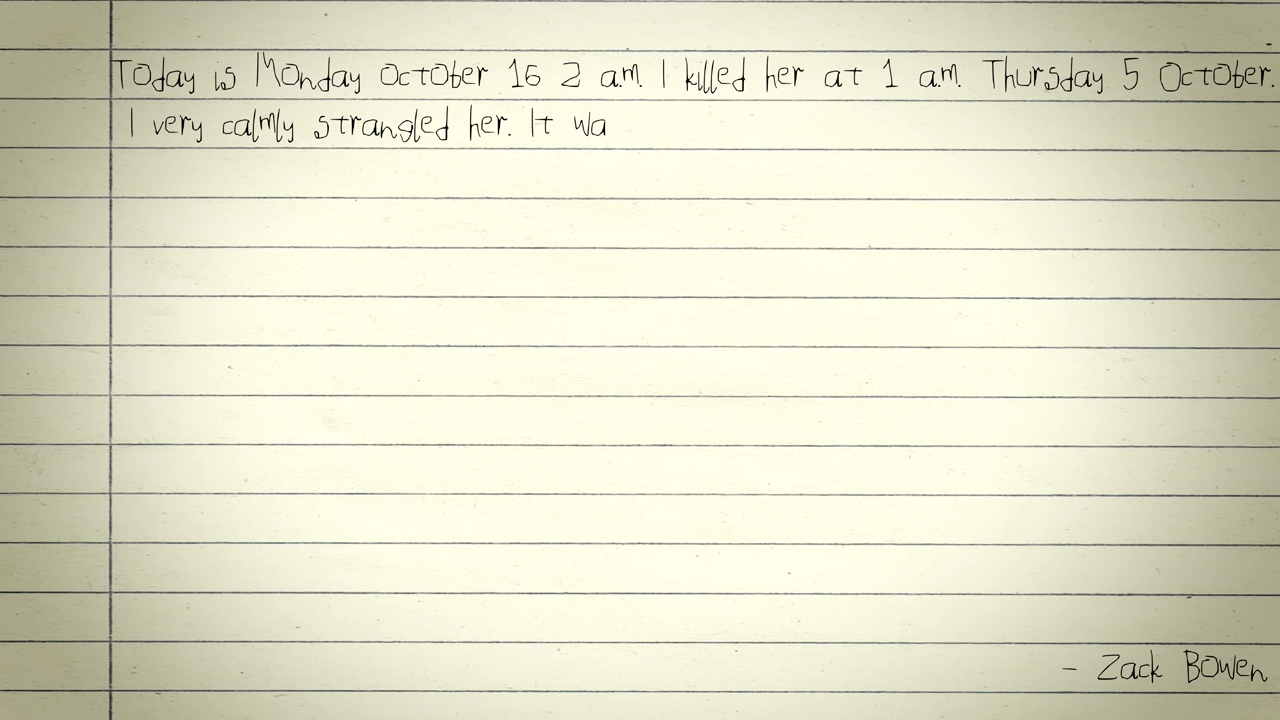 Today is Monday October 16 2 a.m. I killed her at 1 a.m. Thursday 5 October.
I very calmly strangled her. It wa
- Zack Bowen